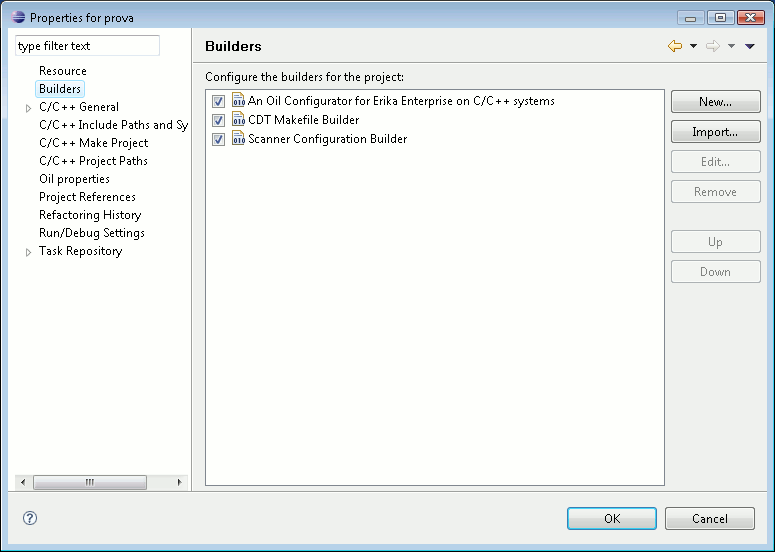 Properties for prova
type filter text
Resource
Builders
C/C++ General
C/C++ Include Paths and Sy
C/C++ Make Project
C/C++ Project Paths
Oil properties
Project References
Refactoring History
Run/Debug Settings
Task Repository
Builders
Configure the builders for the project:
An Oil Configurator for Erika Enterprise on C/C++ systems
CDT Makefile Builder
Scanner Configuration Builder
New...
Import...
Edit...
Remove
Up
Down
OK
Cancel